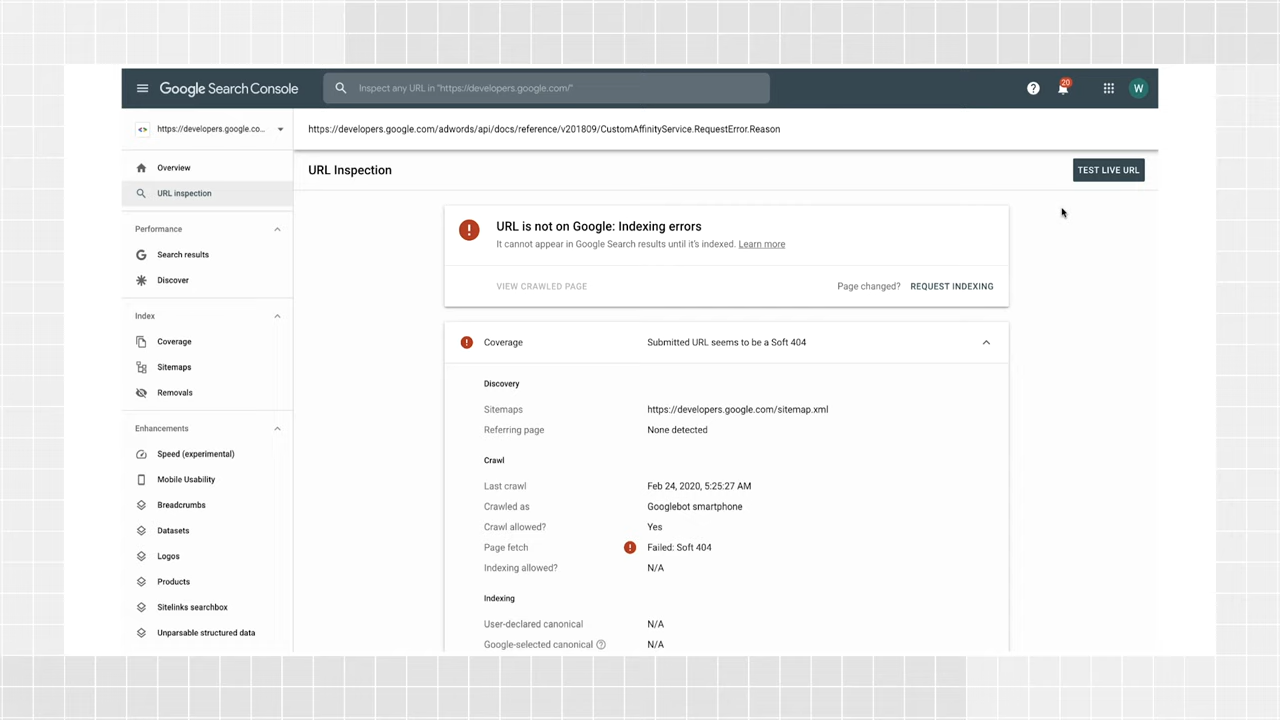 Google Search Console
Inspect any URL in "https://developers.google.com/"
20
W
https://developers.google.co...
https://developers.google.com/adwords/api/docs/reference/v201809/CustomAffinityService.RequestError.Reason
Overview
URL inspection
Performance
Search results
Discover
Index
Coverage
Sitemaps
Removals
Enhancements
Speed (experimental)
Mobile Usability
Breadcrumbs
Datasets
Logos
Products
Sitelinks searchbox
Unparsable structured data
URL Inspection
TEST LIVE URL
URL is not on Google: Indexing errors
It cannot appear in Google Search results until it's indexed. Learn more
VIEW CRAWLED PAGE
Page changed? REQUEST INDEXING
Coverage Submitted URL seems to be a Soft 404
Discovery
Sitemaps https://developers.google.com/sitemap.xml
Referring page None detected
Crawl
Last crawl Feb 24, 2020, 5:25:27 AM
Crawled as Googlebot smartphone
Crawl allowed? Yes
Page fetch Failed: Soft 404
Indexing allowed? N/A
Indexing
User-declared canonical N/A
Google-selected canonical N/A